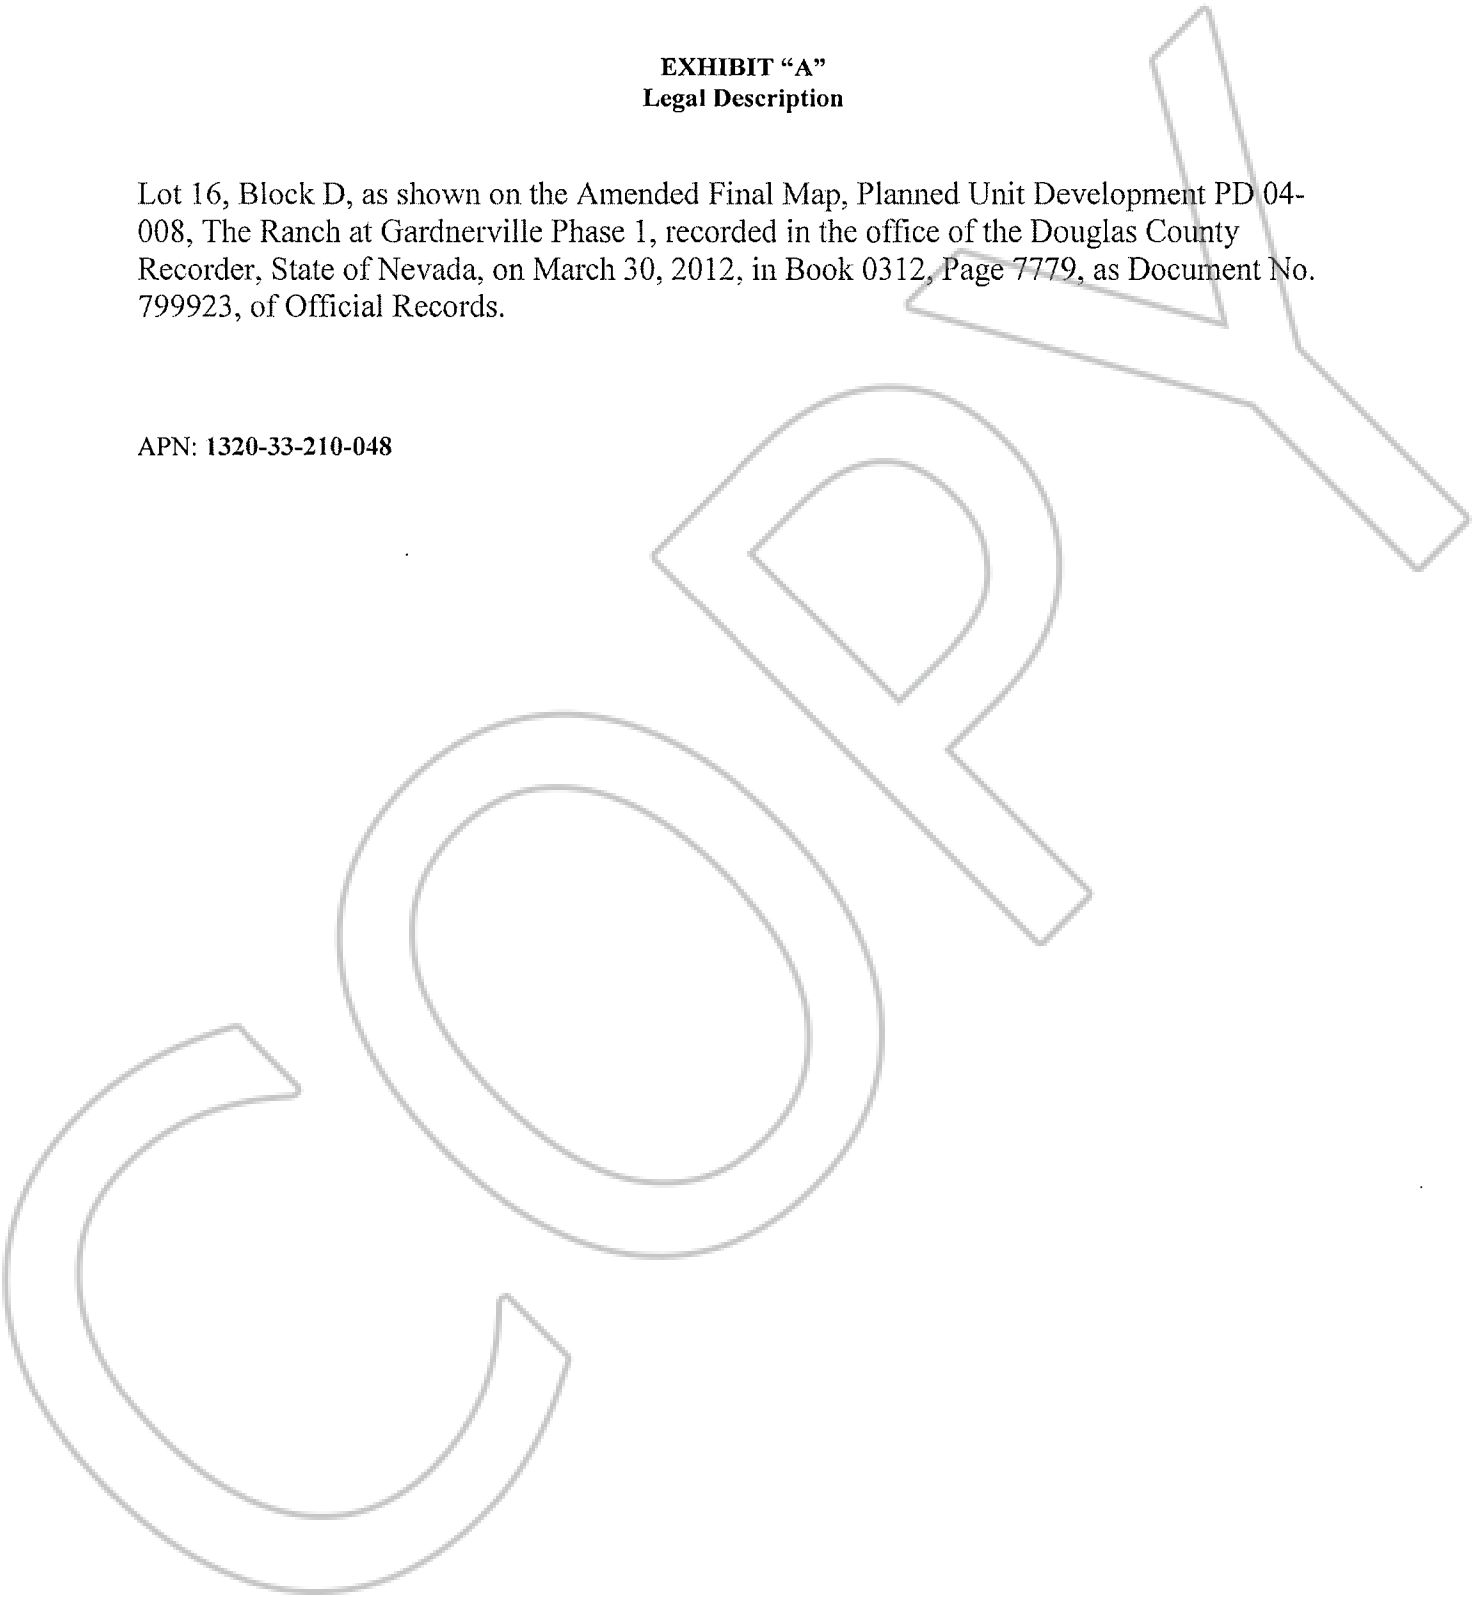 EXHIBIT “A”
Legal Description
Lot 16, Block D, as shown on the Amended Final Map, Planned Unit Development PD 04-
008, The Ranch at Gardnerville Phase 1, recorded in the office of the Douglas County
Recorder, State of Nevada, on March 30, 2012, in Book 0312, Page 7779, as Document No.
799923, of Official Records.
APN: 1320-33-210-048
COPY